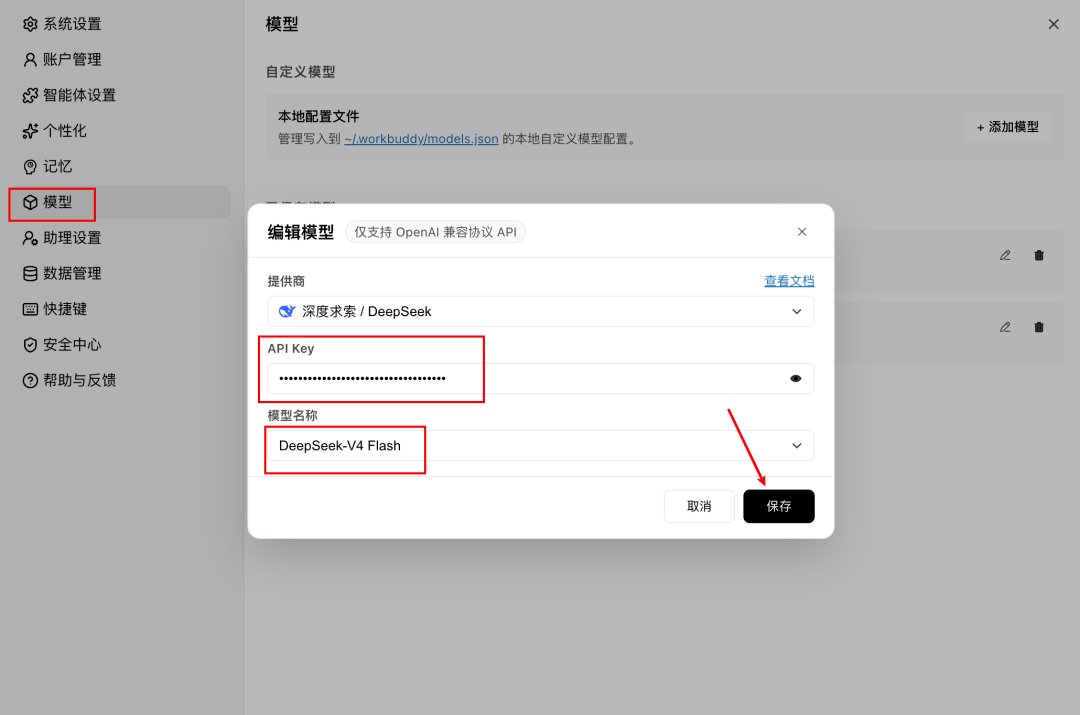 系统设置
账户管理
智能体设置
个性化
记忆
模型
助理设置
数据管理
快捷键
安全中心
帮助与反馈
模型
自定义模型
本地配置文件
管理写入到 ~/.workbuddy/models.json 的本地自定义模型配置。
+ 添加模型
编辑模型 仅支持 OpenAI 兼容协议 API
提供商 查看文档
深度求索 / DeepSeek
API Key
••••••••••••••••••••••••••••••••••
模型名称
DeepSeek-V4 Flash
取消 保存